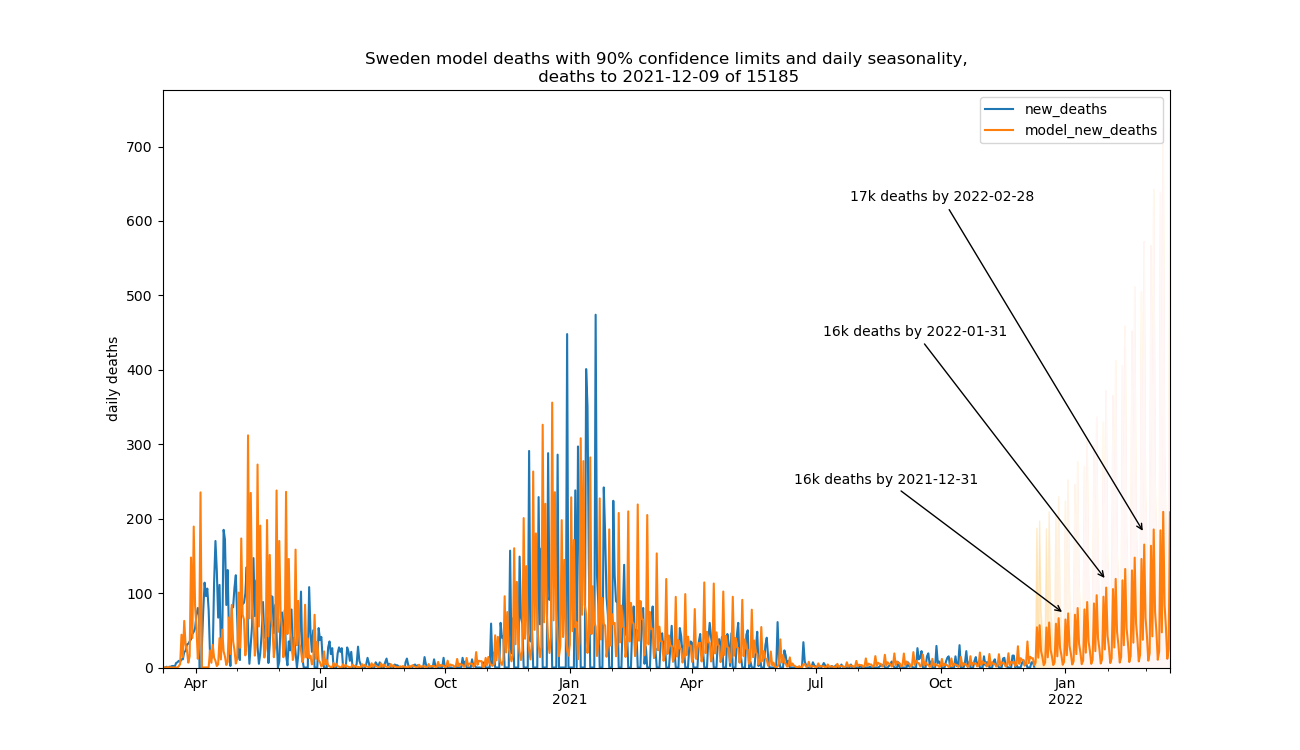 Sweden model deaths with 90% confidence limits and daily seasonality,
deaths to 2021-12-09 of 15185
new_deaths
model_new_deaths
700
600
500
400
300
200
100
0
daily deaths
17k deaths by 2022-02-28
16k deaths by 2022-01-31
16k deaths by 2021-12-31
Apr
Jul
Oct
Jan
2021
Apr
Jul
Oct
Jan
2022